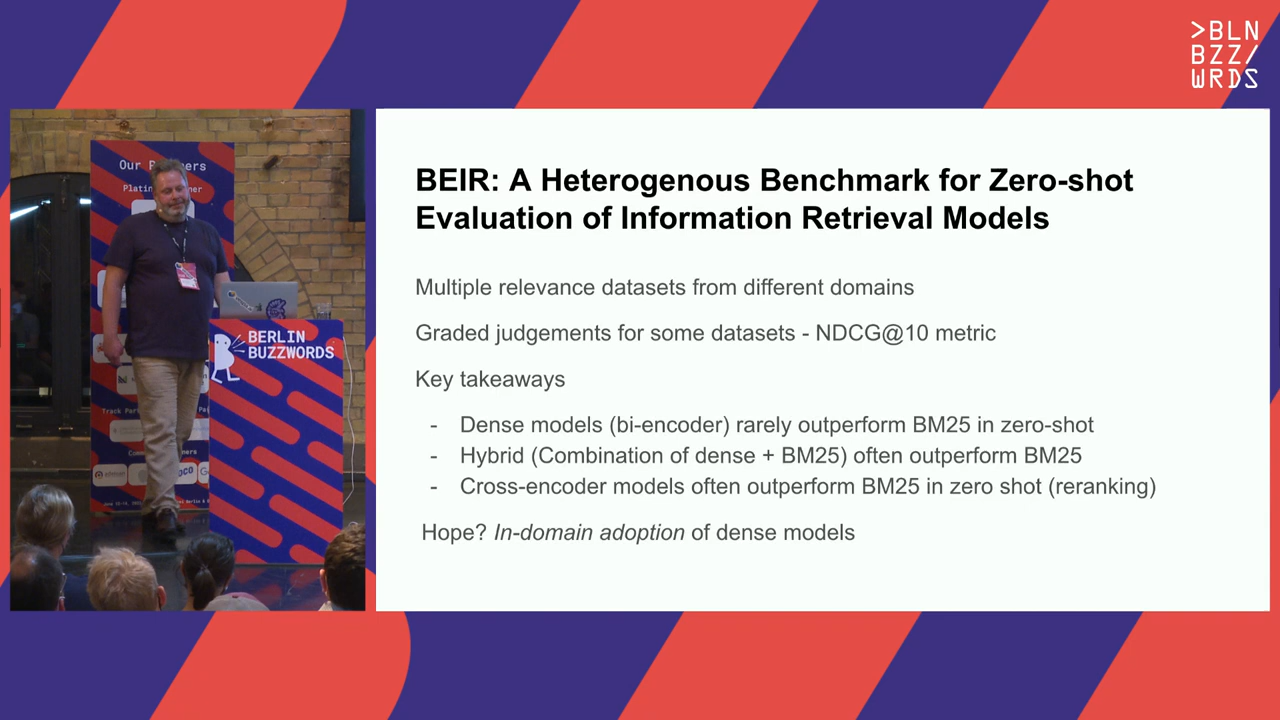 >BLN
BZZ/
WRDS
Our
Platin
BERLIN
BUZZWORDS
Track Par
BEIR: A Heterogenous Benchmark for Zero-shot
Evaluation of Information Retrieval Models
Multiple relevance datasets from different domains
Graded judgements for some datasets - NDCG@10 metric
Key takeaways
- Dense models (bi-encoder) rarely outperform BM25 in zero-shot
- Hybrid (Combination of dense + BM25) often outperform BM25
- Cross-encoder models often outperform BM25 in zero shot (reranking)
Hope? In-domain adoption of dense models